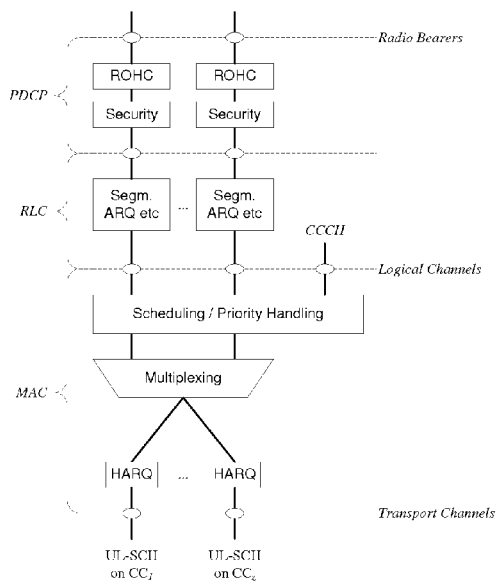 Radio Bearers
ROHC
ROHC
PDCP
Security
Security
Segm.
ARQ etc
...
Segm.
ARQ etc
RLC
CCCH
Logical Channels
Scheduling / Priority Handling
Multiplexing
MAC
HARQ
...
HARQ
Transport Channels
UL-SCH
on CC1
UL-SCH
on CCz